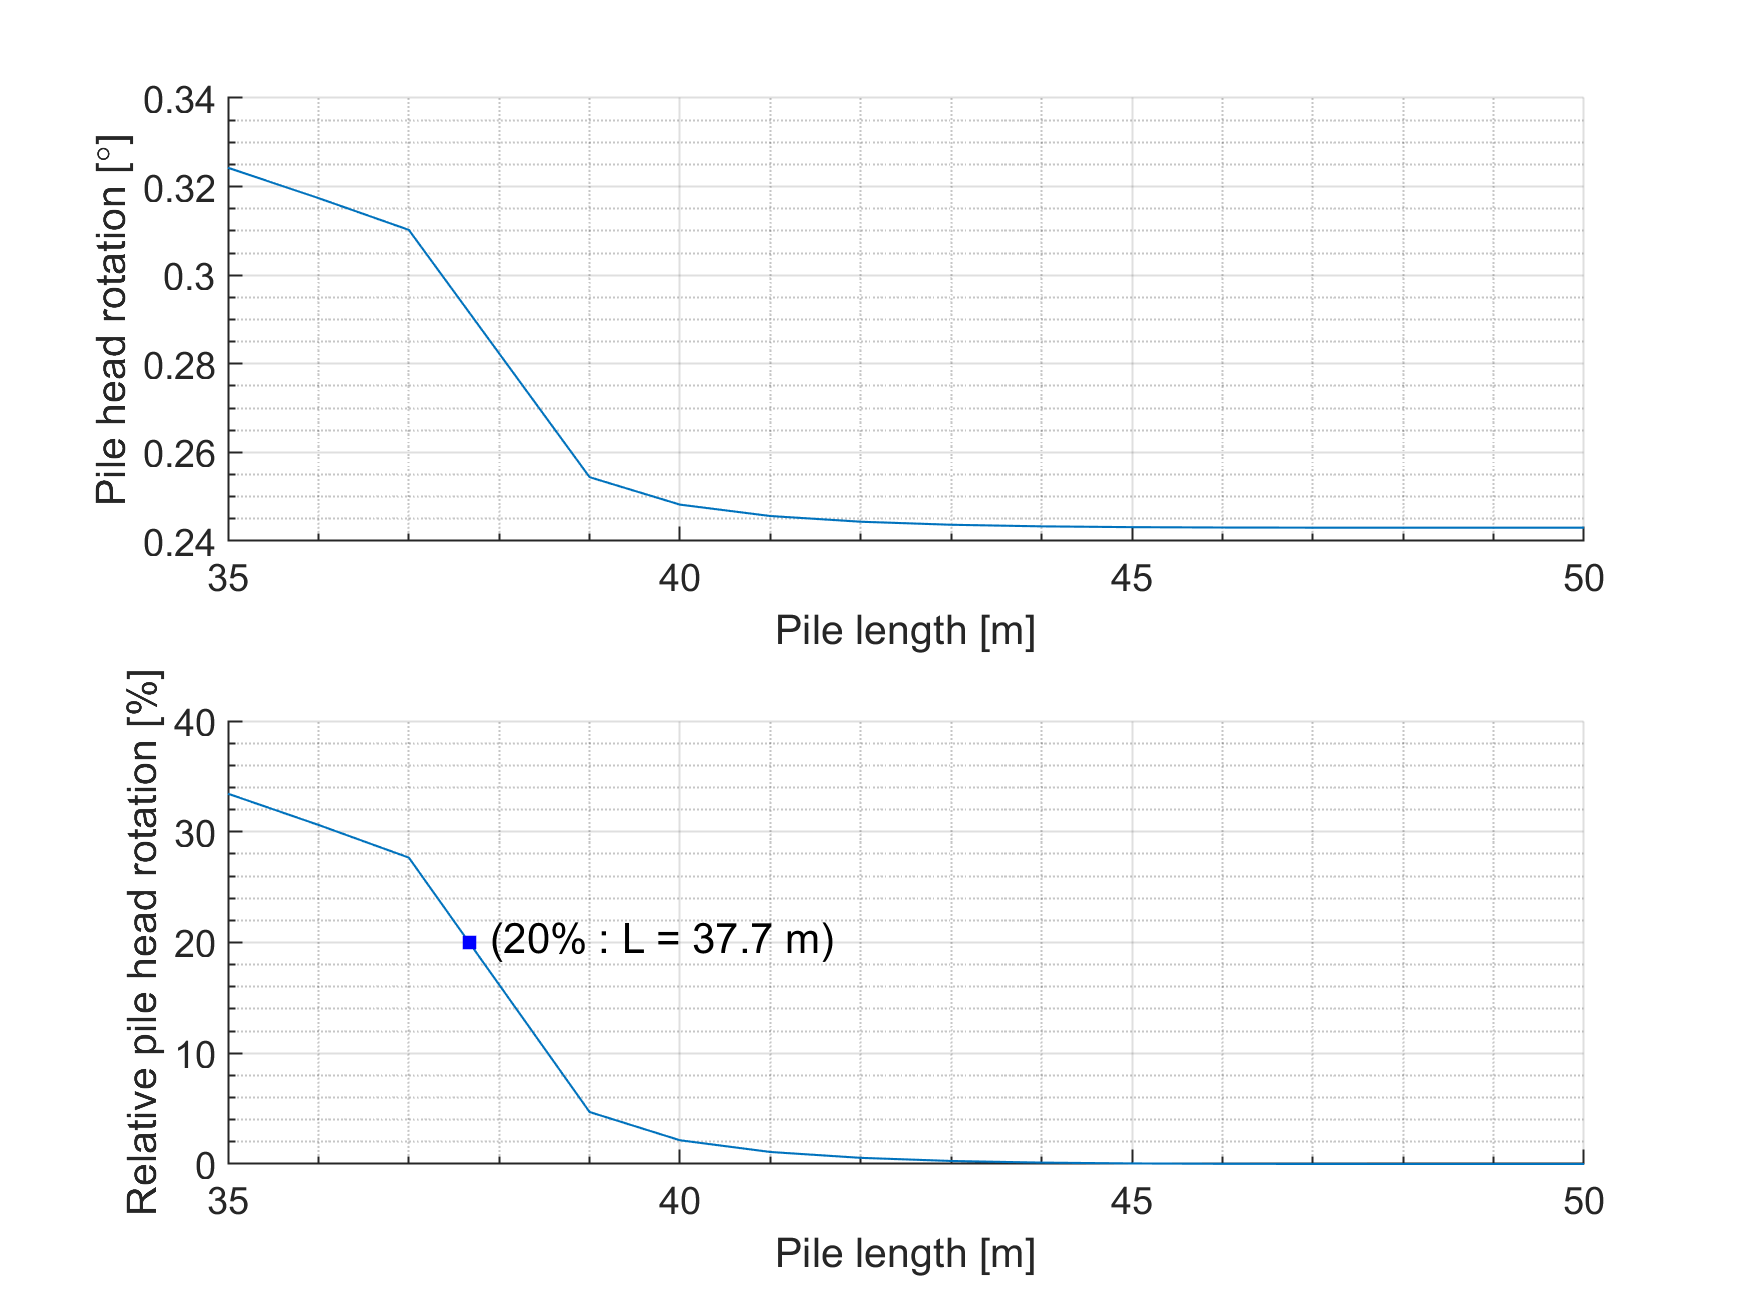 Pile head rotation [°]
0.34
0.32
0.3
0.28
0.26
0.24
35 40 45 50
Pile length [m]
Relative pile head rotation [%]
40
30
20
10
0
(20% : L = 37.7 m)
35 40 45 50
Pile length [m]